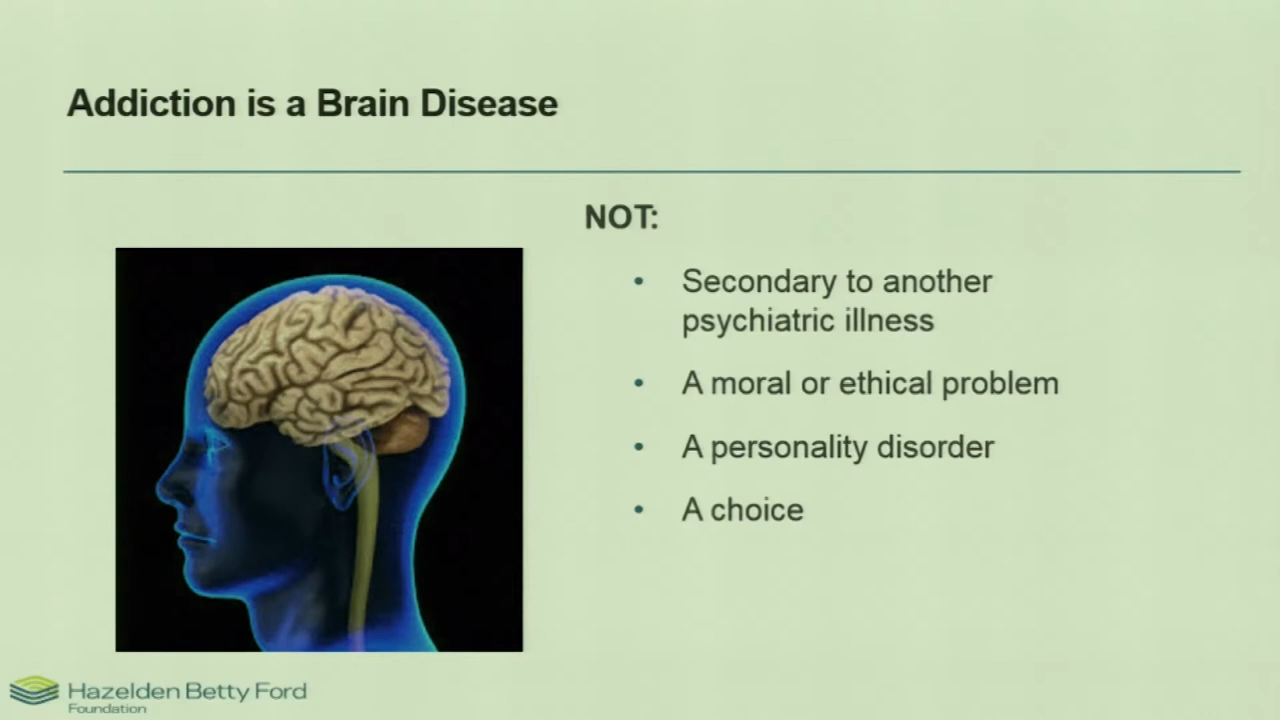 Addiction is a Brain Disease
NOT:
• Secondary to another
psychiatric illness
• A moral or ethical problem
• A personality disorder
• A choice
Hazelden Betty Ford
Foundation